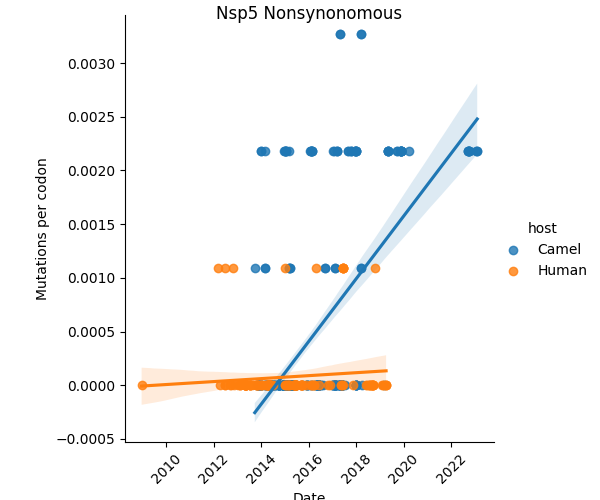 Nsp5 Nonsynonomous
Mutations per codon
0.0030
0.0025
0.0020
0.0015
0.0010
0.0005
0.0000
−0.0005
2010
2012
2014
2016
2018
2020
2022
Date
host
Camel
Human